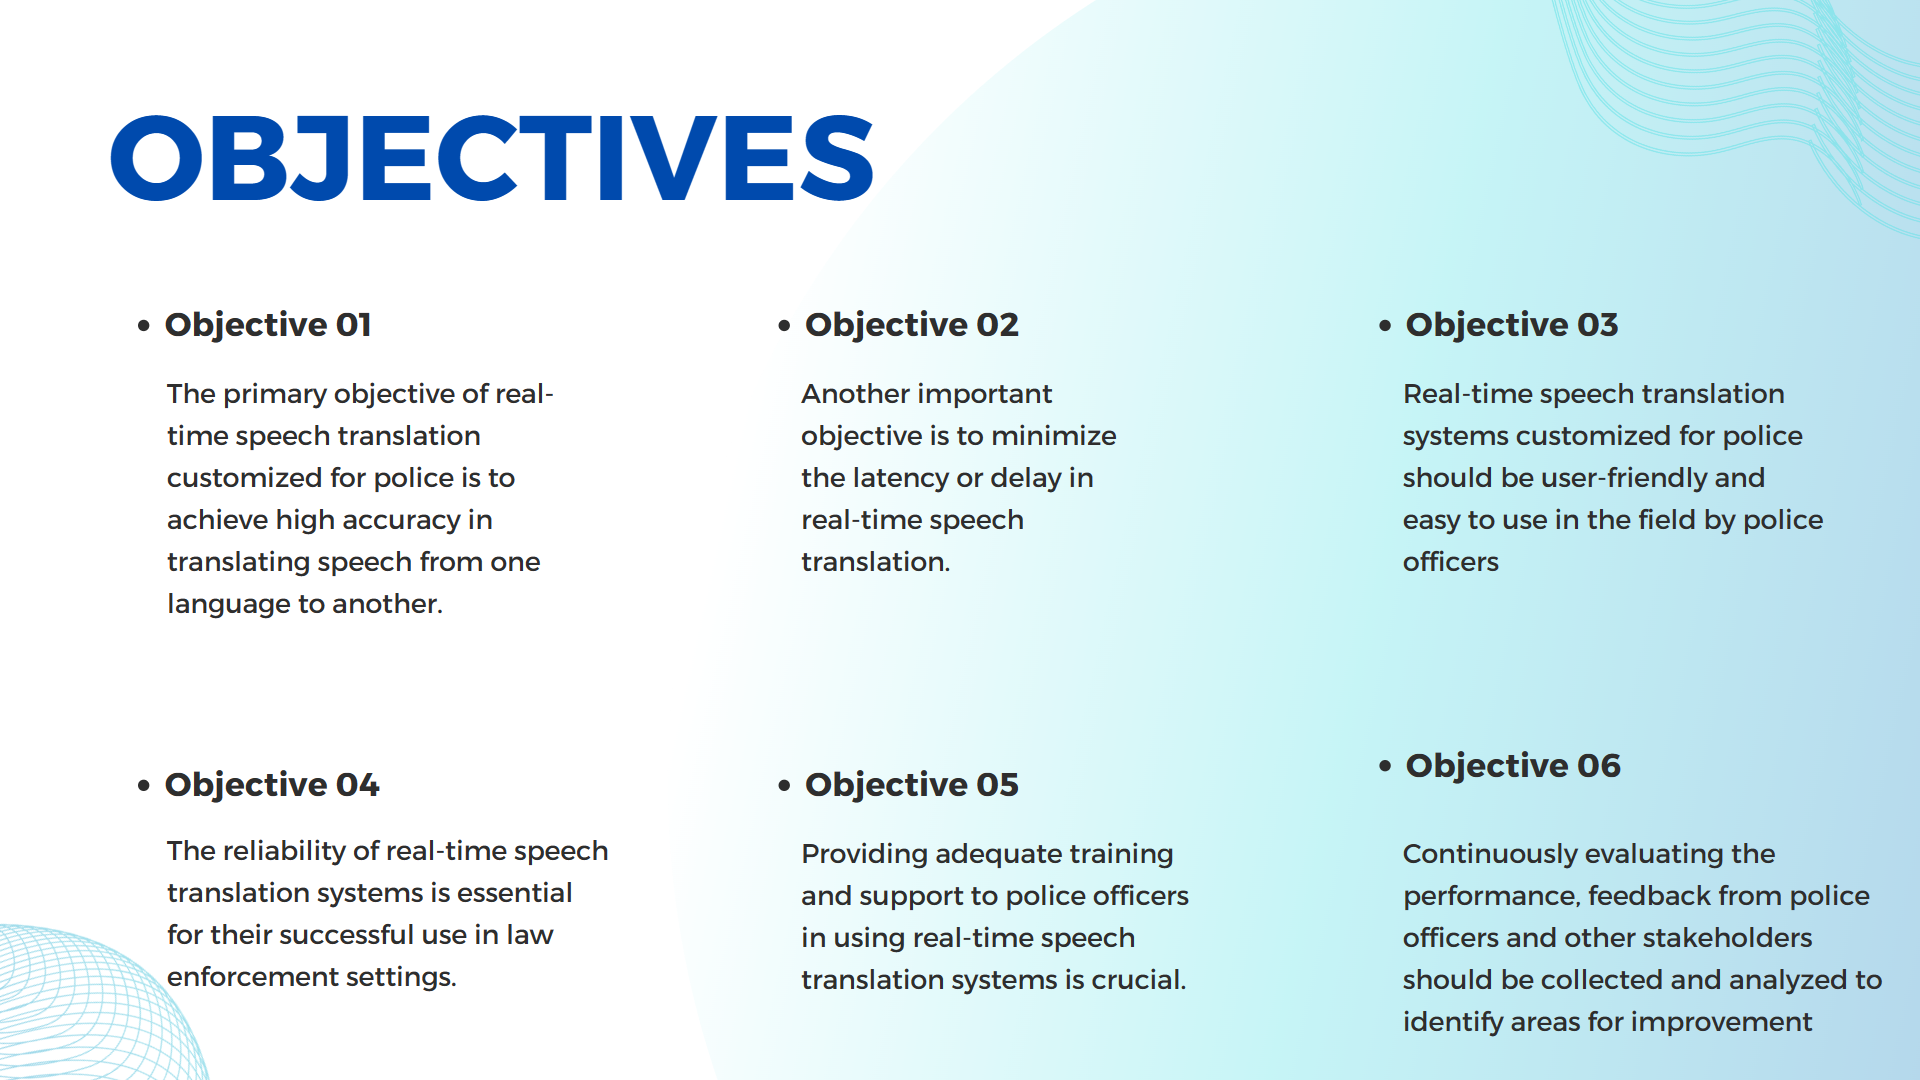 OBJECTIVES
• Objective 01
The primary objective of real-
time speech translation
customized for police is to
achieve high accuracy in
translating speech from one
language to another.
• Objective 02
Another important
objective is to minimize
the latency or delay in
real-time speech
translation.
• Objective 03
Real-time speech translation
systems customized for police
should be user-friendly and
easy to use in the field by police
officers
• Objective 04
The reliability of real-time speech
translation systems is essential
for their successful use in law
enforcement settings.
• Objective 05
Providing adequate training
and support to police officers
in using real-time speech
translation systems is crucial.
• Objective 06
Continuously evaluating the
performance, feedback from police
officers and other stakeholders
should be collected and analyzed to
identify areas for improvement